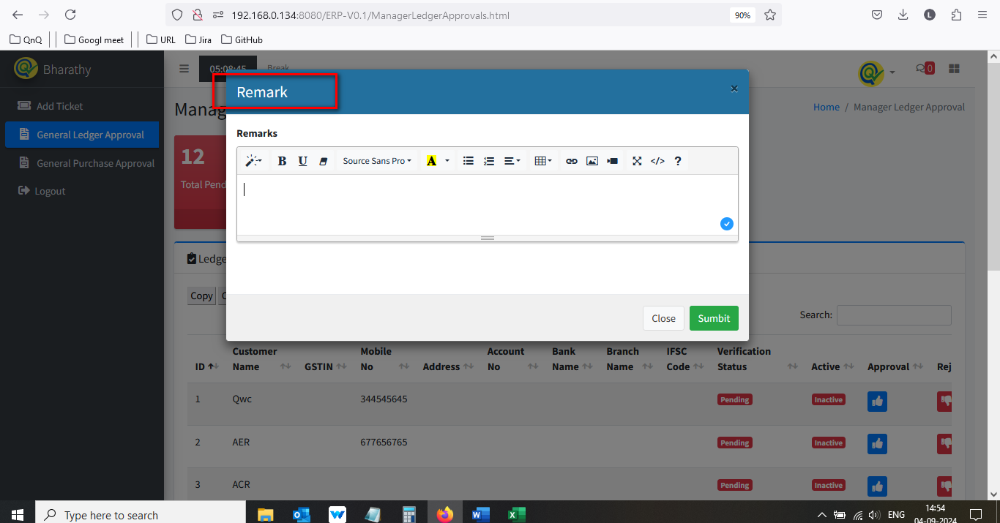 192.168.0.134:8080/ERP-V0.1/ManagerLedgerApprovals.html
90%
L
QnQ
Googl meet
URL
Jira
GitHub
Bharathy
05:08:45
Break
0
Remark
×
Add Ticket
General Ledger Approval
General Purchase Approval
Logout
Manag
Home / Manager Ledger Approval
12
Total Pend
Remarks
B U Source Sans Pro A </> ?
Ledge
Copy
Close
Sumbit
Search:
ID
Customer
Name
GSTIN
Mobile
No
Address
Account
No
Bank
Name
Branch
Name
IFSC
Code
Verification
Status
Active
Approval
Rej
1 Qwc 344545645 Pending Inactive
2 AER 677656765 Pending Inactive
3 ACR Pending Inactive
Type here to search
ENG
14:54
04-09-2024